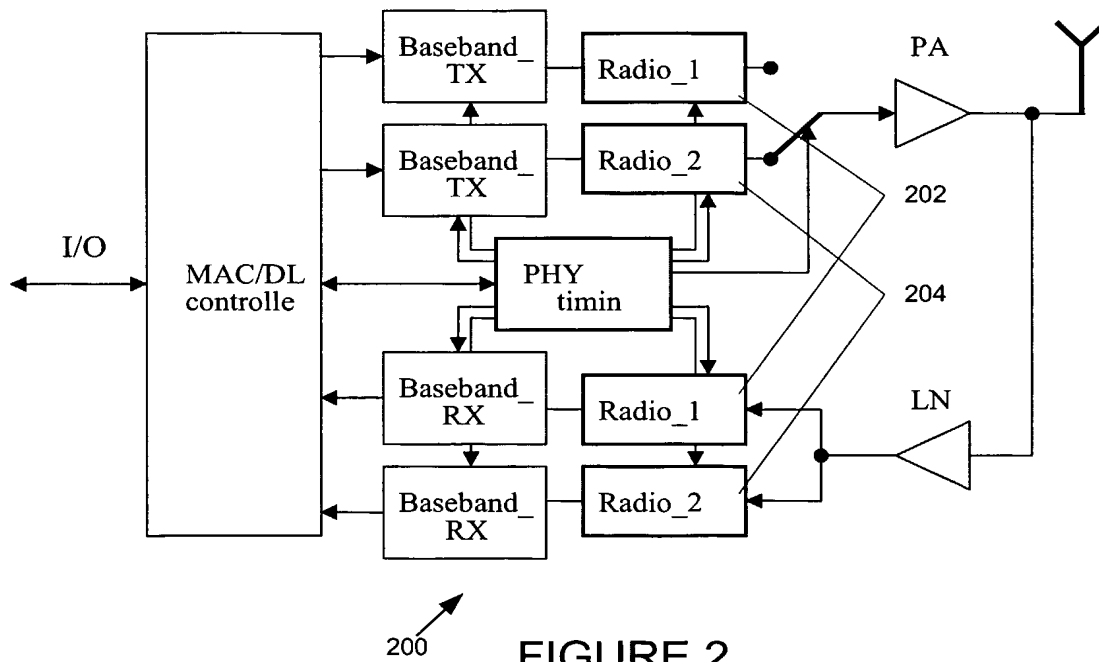 Baseband_
TX
Radio_1
PA
Baseband_
TX
Radio_2
202
I/O
MAC/DL
controlle
PHY
timin
204
Baseband_
RX
Radio_1
LN
Baseband_
RX
Radio_2
200
FIGURE 2